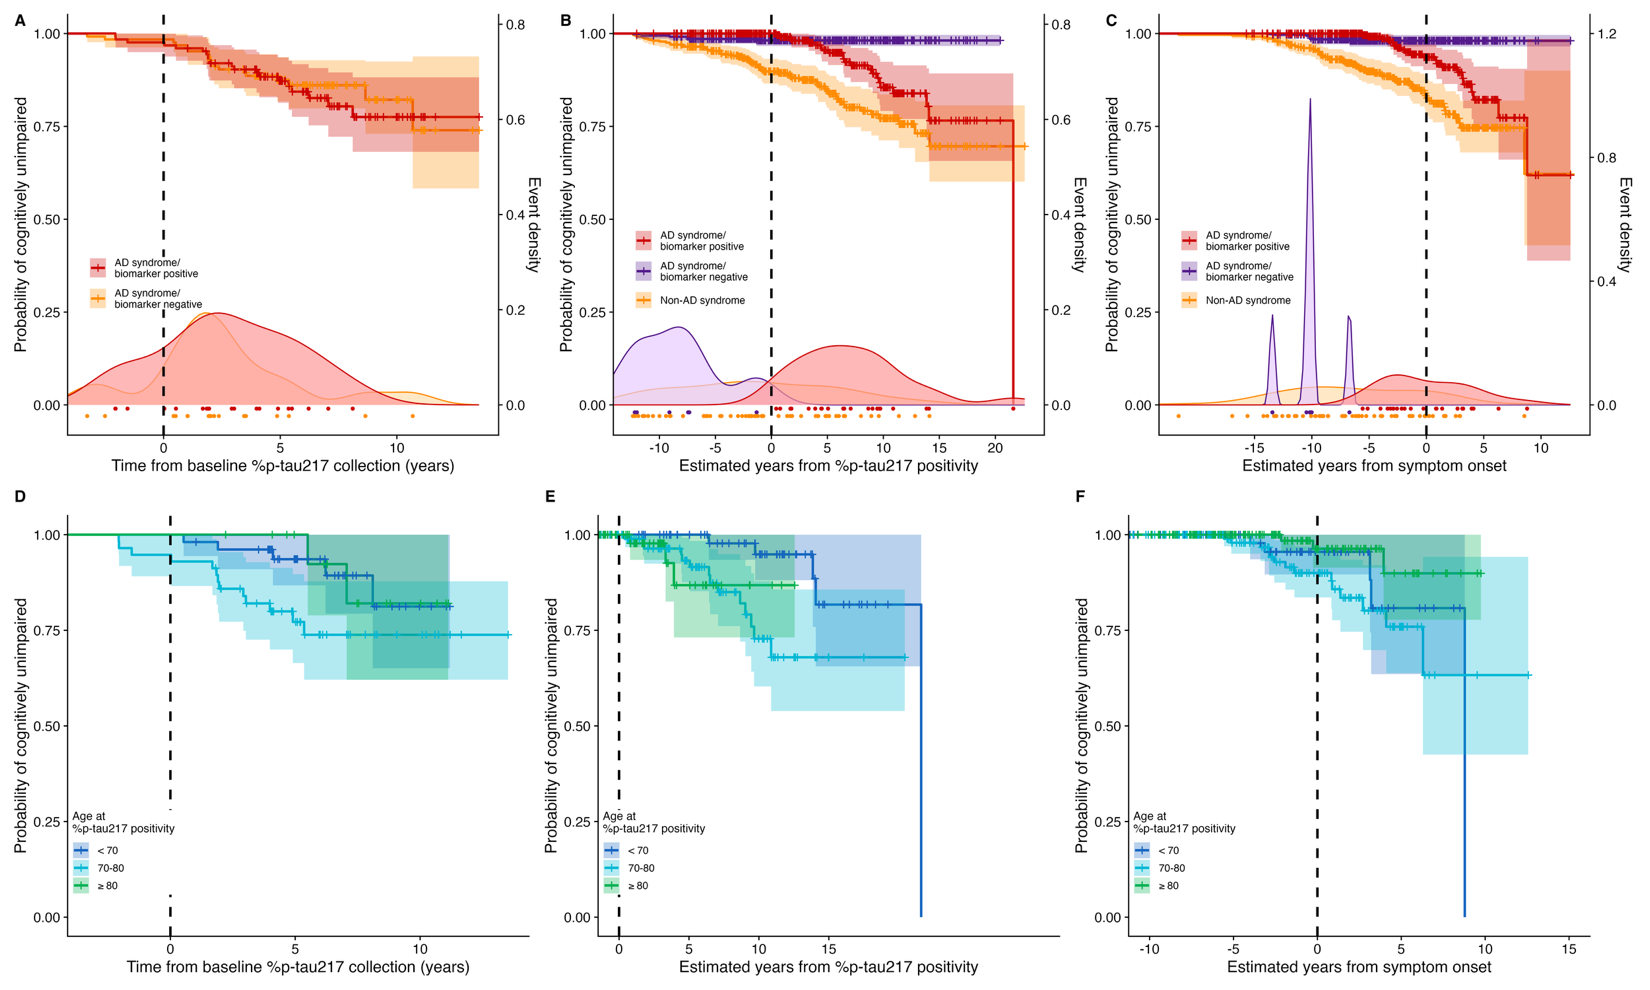 A
Probability of cognitively unimpaired
1.00
0.75
0.50
0.25
0.00
0.8
0.6
0.4
0.2
0.0
Event density
AD syndrome/
biomarker positive
AD syndrome/
biomarker negative
0
5
10
Time from baseline %p-tau217 collection (years)
B
Probability of cognitively unimpaired
1.00
0.75
0.50
0.25
0.00
0.8
0.6
0.4
0.2
0.0
Event density
AD syndrome/
biomarker positive
AD syndrome/
biomarker negative
Non-AD syndrome
-10
-5
0
5
10
15
20
Estimated years from %p-tau217 positivity
C
Probability of cognitively unimpaired
1.00
0.75
0.50
0.25
0.00
1.2
0.8
0.4
0.0
Event density
AD syndrome/
biomarker positive
AD syndrome/
biomarker negative
Non-AD syndrome
-15
-10
-5
0
5
10
Estimated years from symptom onset
D
Probability of cognitively unimpaired
1.00
0.75
0.50
0.25
0.00
Age at
%p-tau217 positivity
< 70
70-80
≥ 80
0
5
10
Time from baseline %p-tau217 collection (years)
E
Probability of cognitively unimpaired
1.00
0.75
0.50
0.25
0.00
Age at
%p-tau217 positivity
< 70
70-80
≥ 80
0
5
10
15
Estimated years from %p-tau217 positivity
F
Probability of cognitively unimpaired
1.00
0.75
0.50
0.25
0.00
Age at
%p-tau217 positivity
< 70
70-80
≥ 80
-10
-5
0
5
10
15
Estimated years from symptom onset